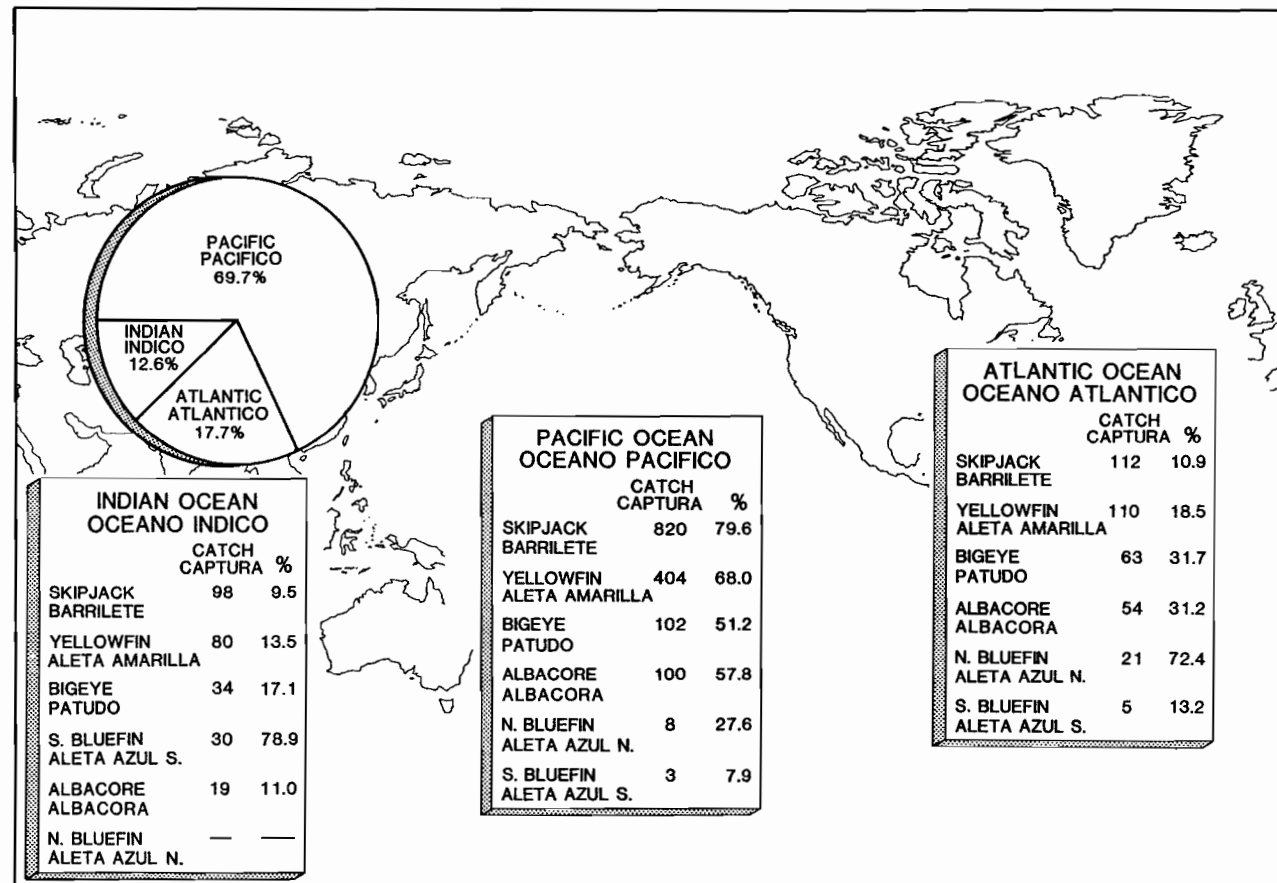 PACIFIC
PACIFICO
69.7%
INDIAN
INDICO
12.6%
ATLANTIC
ATLANTICO
17.7%
INDIAN OCEAN
OCEANO INDICO
CATCH
CAPTURA %
SKIPJACK 98 9.5
BARRILETE
YELLOWFIN 80 13.5
ALETA AMARILLA
BIGEYE 34 17.1
PATUDO
S. BLUEFIN 30 78.9
ALETA AZUL S.
ALBACORE 19 11.0
ALBACORA
N. BLUEFIN — —
ALETA AZUL N.
PACIFIC OCEAN
OCEANO PACIFICO
CATCH
CAPTURA %
SKIPJACK 820 79.6
BARRILETE
YELLOWFIN 404 68.0
ALETA AMARILLA
BIGEYE 102 51.2
PATUDO
ALBACORE 100 57.8
ALBACORA
N. BLUEFIN 8 27.6
ALETA AZUL N.
S. BLUEFIN 3 7.9
ALETA AZUL S.
ATLANTIC OCEAN
OCEANO ATLANTICO
CATCH
CAPTURA %
SKIPJACK 112 10.9
BARRILETE
YELLOWFIN 110 18.5
ALETA AMARILLA
BIGEYE 63 31.7
PATUDO
ALBACORE 54 31.2
ALBACORA
N. BLUEFIN 21 72.4
ALETA AZUL N.
S. BLUEFIN 5 13.2
ALETA AZUL S.